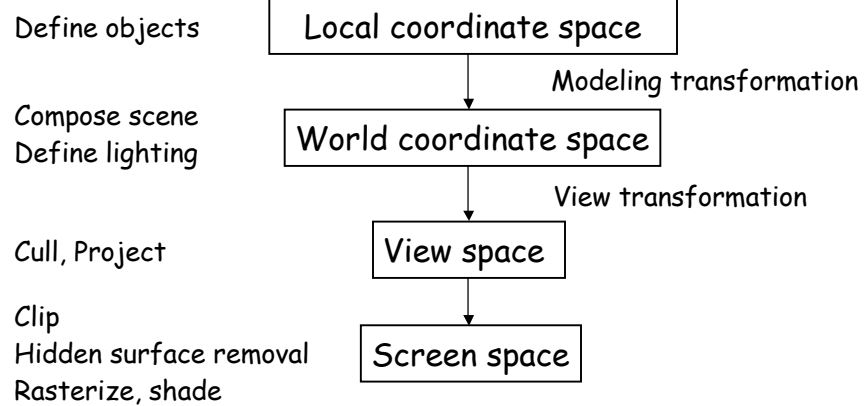 Define objects
Local coordinate space
Modeling transformation
Compose scene
Define lighting
World coordinate space
View transformation
Cull, Project
View space
Clip
Hidden surface removal
Rasterize, shade
Screen space